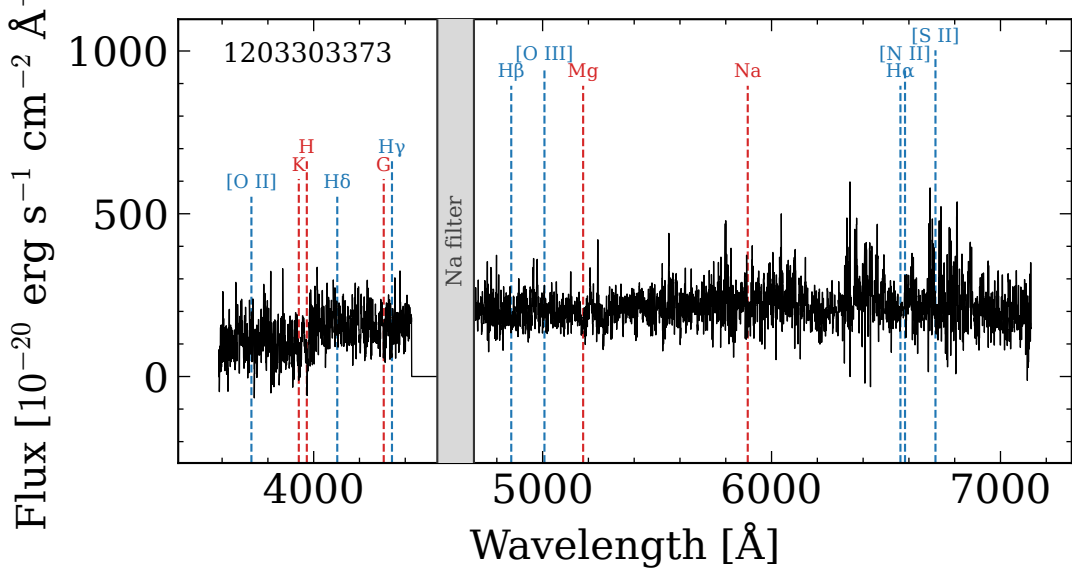 1203303373
[O II]
K
H
Hδ
G
Hγ
Na filter
Hβ
[O III]
Mg
Na
Hα
[N II]
[S II]
1000
500
0
4000
5000
6000
7000
Wavelength [Å]
Flux [10⁻²⁰ erg s⁻¹ cm⁻² Å⁻